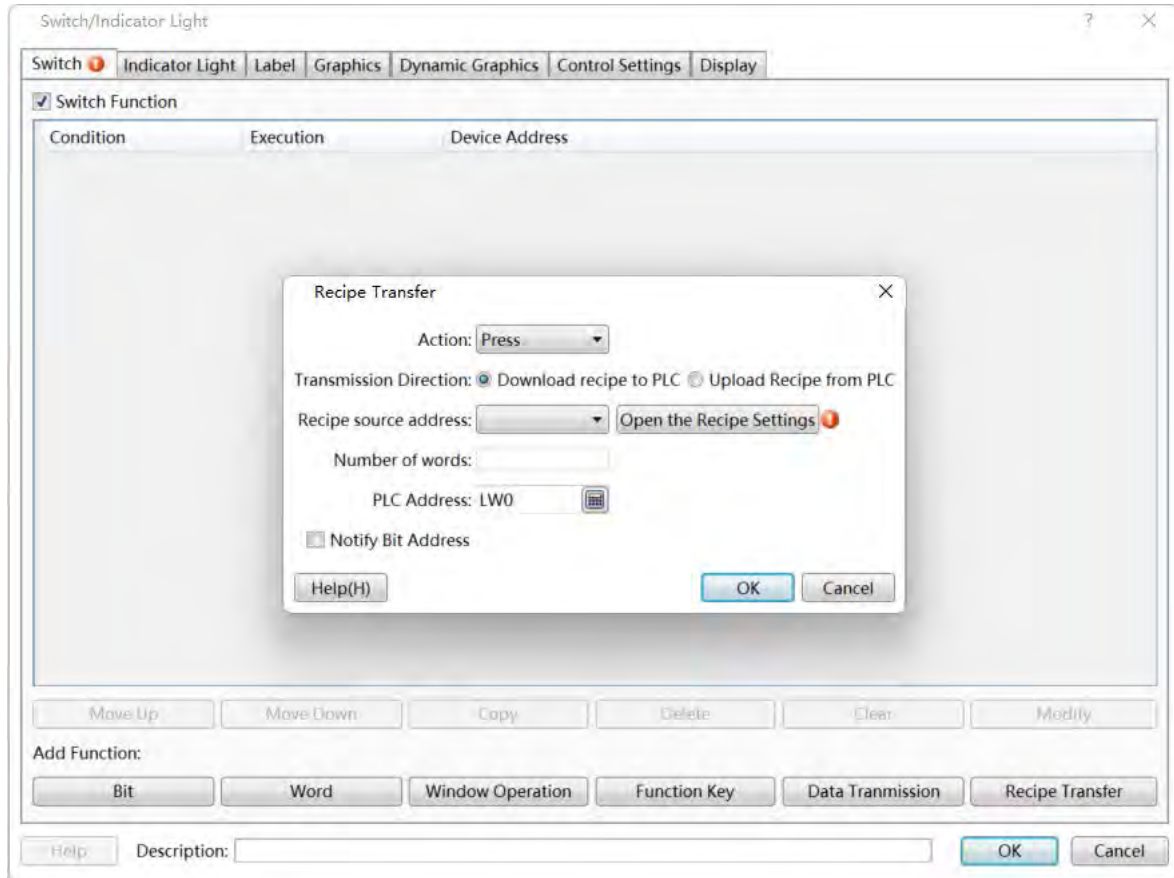 Switch/Indicator Light ?
Switch Indicator Light Label Graphics Dynamic Graphics Control Settings Display
Switch Function
Condition Execution Device Address
Recipe Transfer
Action: Press
Transmission Direction: Download recipe to PLC Upload Recipe from PLC
Recipe source address: Open the Recipe Settings
Number of words:
PLC Address: LW0
Notify Bit Address
Help(H) OK Cancel
Move Up Move Down Copy Delete Clear Modify
Add Function:
Bit Word Window Operation Function Key Data Tranmission Recipe Transfer
Help Description: OK Cancel